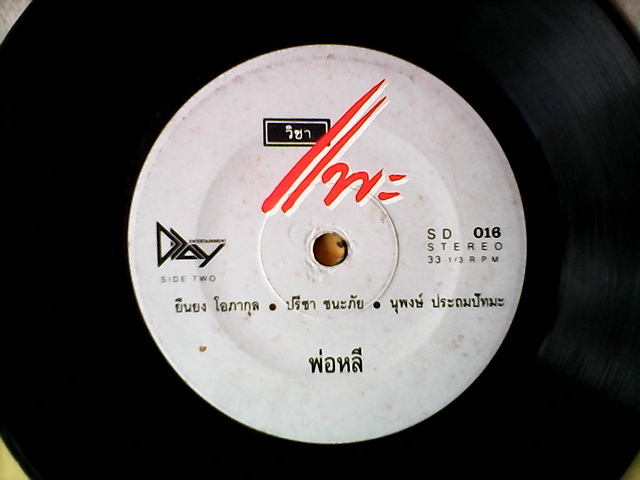 วิชา
แพะ
D-Day ENTERTAINMENT
SIDE TWO
SD 016
STEREO
33-1/3 RPM
ยืนยง โอภากุล ● ปรีชา ชนะภัย ● นุพงษ์ ประถมปัทมะ
พ่อหลี